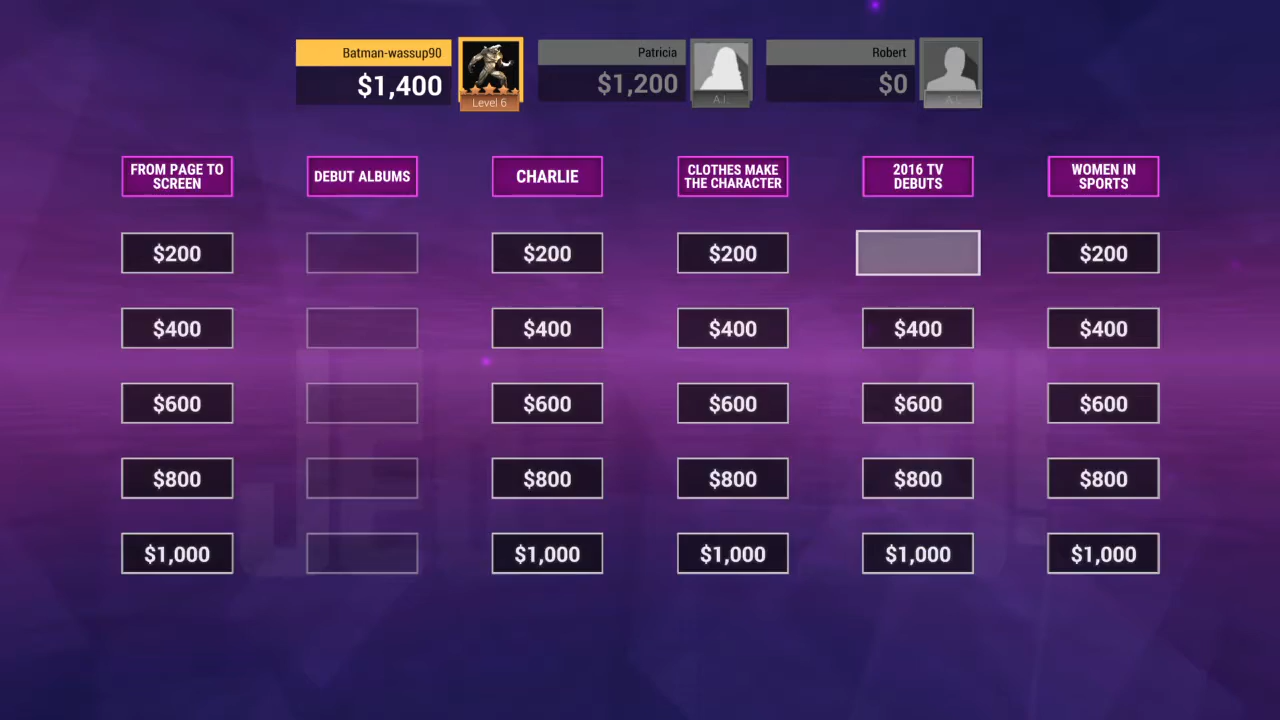 Batman-wassup90
$1,400
Level 6
Patricia
$1,200
A.I.
Robert
$0
A.I.
FROM PAGE TO
SCREEN
DEBUT ALBUMS
CHARLIE
CLOTHES MAKE
THE CHARACTER
2016 TV
DEBUTS
WOMEN IN
SPORTS
$200
$200
$200
$200
$400
$400
$400
$400
$400
$600
$600
$600
$600
$600
$800
$800
$800
$800
$800
$1,000
$1,000
$1,000
$1,000
$1,000